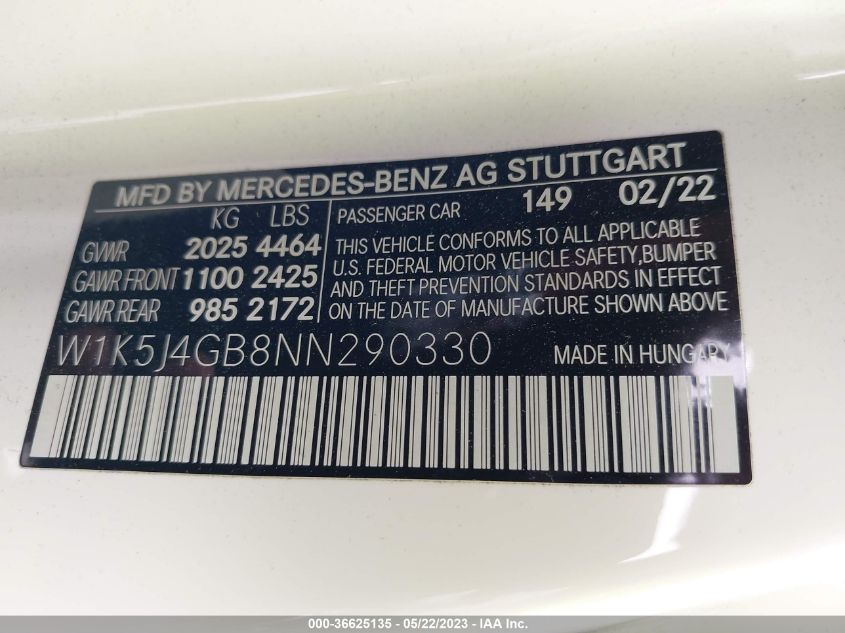 MFD BY MERCEDES-BENZ AG STUTTGART
KG LBS
GVWR 2025 4464
GAWR FRONT 1100 2425
GAWR REAR 985 2172
PASSENGER CAR 149 02/22
THIS VEHICLE CONFORMS TO ALL APPLICABLE
U.S. FEDERAL MOTOR VEHICLE SAFETY,BUMPER
AND THEFT PREVENTION STANDARDS IN EFFECT
ON THE DATE OF MANUFACTURE SHOWN ABOVE
W1K5J4GB8NN290330 MADE IN HUNGARY
000-36625135 - 05/22/2023 - IAA Inc.